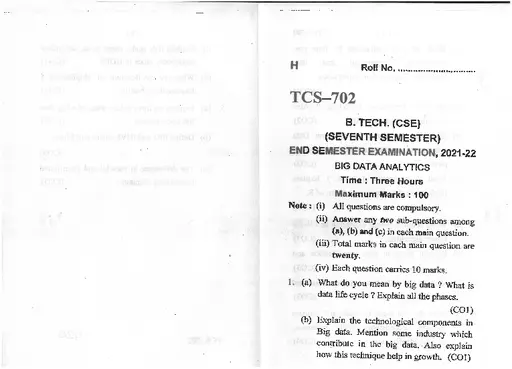 H Roll No. ..............................
TCS–702
B. TECH. (CSE)
(SEVENTH SEMESTER)
END SEMESTER EXAMINATION, 2021-22
BIG DATA ANALYTICS
Time : Three Hours
Maximum Marks : 100
Note : (i) All questions are compulsory.
(ii) Answer any two sub-questions among
(a), (b) and (c) in each main question.
(iii) Total marks in each main question are
twenty.
(iv) Each question carries 10 marks.
1. (a) What do you mean by big data ? What is
data life cycle ? Explain all the phases.
(CO1)
(b) Explain the technological components in
Big data. Mention some industry which
contribute in the big data. Also explain
how this technique help in growth. (CO1)